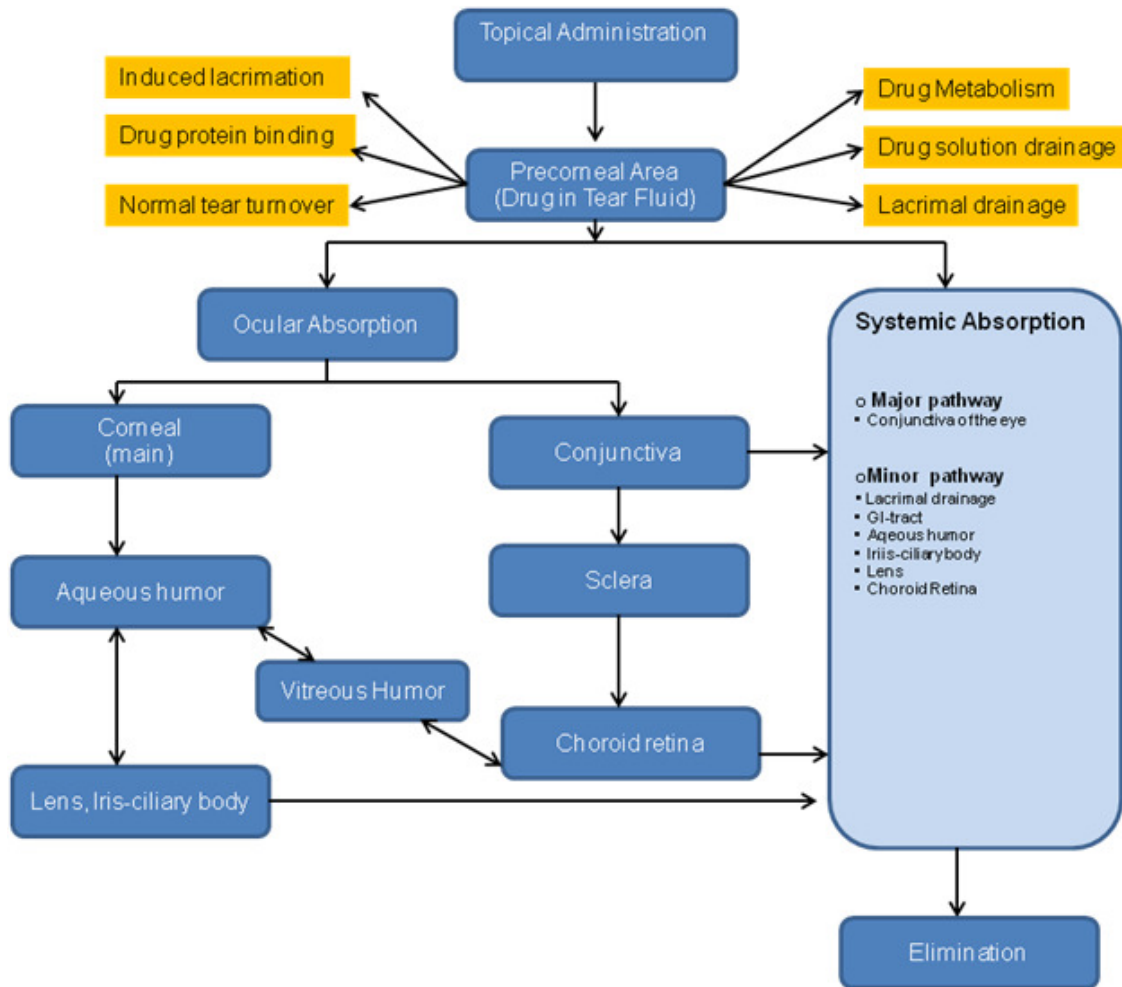 Topical Administration
Induced lacrimation
Drug protein binding
Normal tear turnover
Drug Metabolism
Drug solution drainage
Lacrimal drainage
Precorneal Area
(Drug in Tear Fluid)
Ocular Absorption
Corneal
(main)
Aqueous humor
Lens, Iris-ciliary body
Vitreous Humor
Conjunctiva
Sclera
Choroid retina
Systemic Absorption
o Major pathway
▪ Conjunctiva of the eye
o Minor pathway
▪ Lacrimal drainage
▪ GI-tract
▪ Aqeous humor
▪ Iriis-ciliary body
▪ Lens
▪ Choroid Retina
Elimination